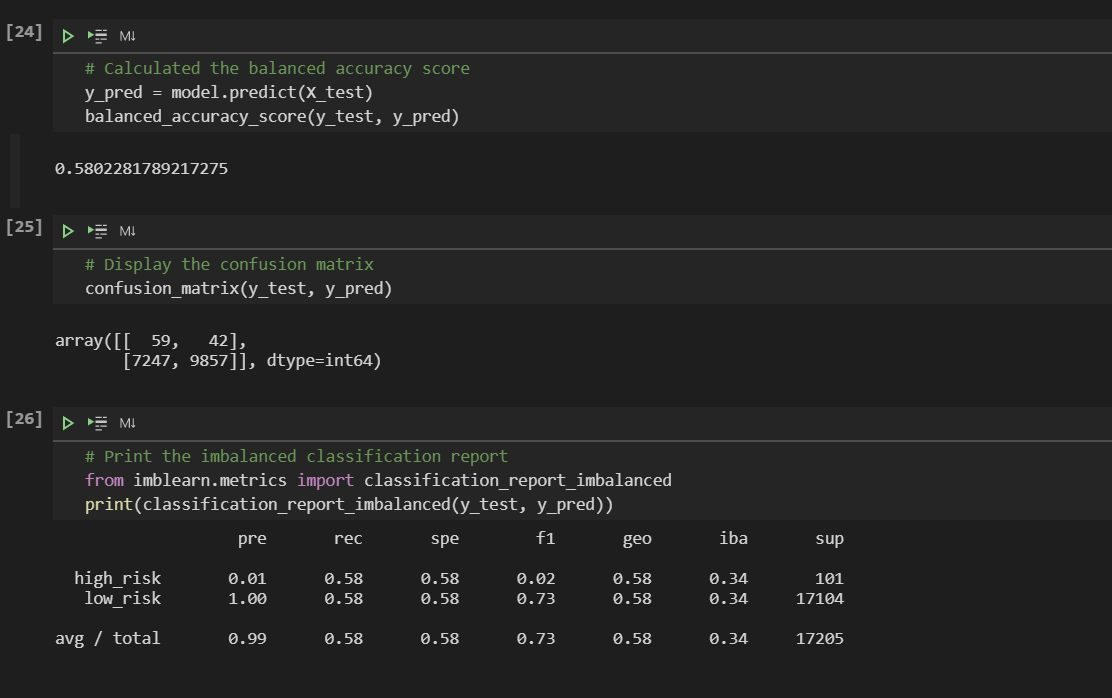 [24]
M↓
# Calculated the balanced accuracy score
y_pred = model.predict(X_test)
balanced_accuracy_score(y_test, y_pred)
0.5802281789217275
[25]
M↓
# Display the confusion matrix
confusion_matrix(y_test, y_pred)
array([[  59,   42],
       [7247, 9857]], dtype=int64)
[26]
M↓
# Print the imbalanced classification report
from imblearn.metrics import classification_report_imbalanced
print(classification_report_imbalanced(y_test, y_pred))
pre rec spe f1 geo iba sup
high_risk 0.01 0.58 0.58 0.02 0.58 0.34 101
low_risk 1.00 0.58 0.58 0.73 0.58 0.34 17104
avg / total 0.99 0.58 0.58 0.73 0.58 0.34 17205